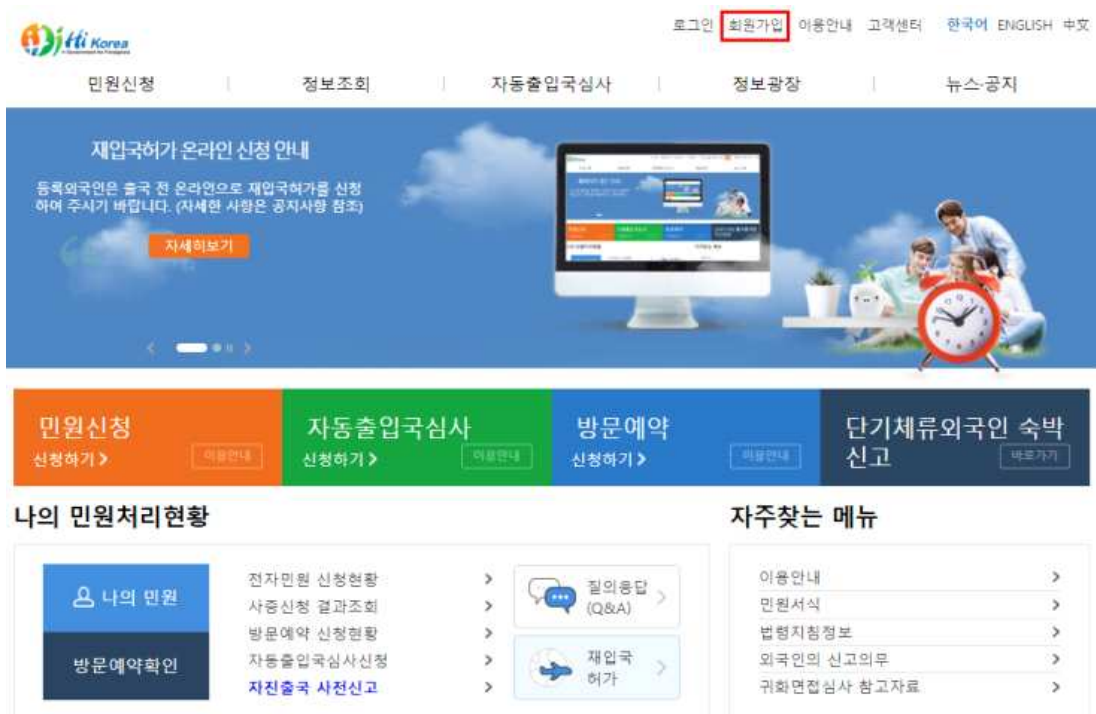 Hi Korea
로그인 회원가입 이용안내 고객센터 한국어 ENGLISH 中文
민원신청 정보조회 자동출입국심사 정보광장 뉴스·공지
재입국허가 온라인 신청 안내
등록외국인은 출국 전 온라인으로 재입국허가를 신청
하여 주시기 바랍니다. (자세한 사항은 공지사항 참조)
자세히보기
민원신청
신청하기
이용안내
자동출입국심사
신청하기
이용안내
방문예약
신청하기
이용안내
단기체류외국인 숙박
신고
바로가기
나의 민원처리현황
나의 민원
방문예약확인
전자민원 신청현황
사증신청 결과조회
방문예약 신청현황
자동출입국심사신청
자진출국 사전신고
질의응답
(Q&A)
재입국
허가
자주찾는 메뉴
이용안내
민원서식
법령지침정보
외국인의 신고의무
귀화면접심사 참고자료